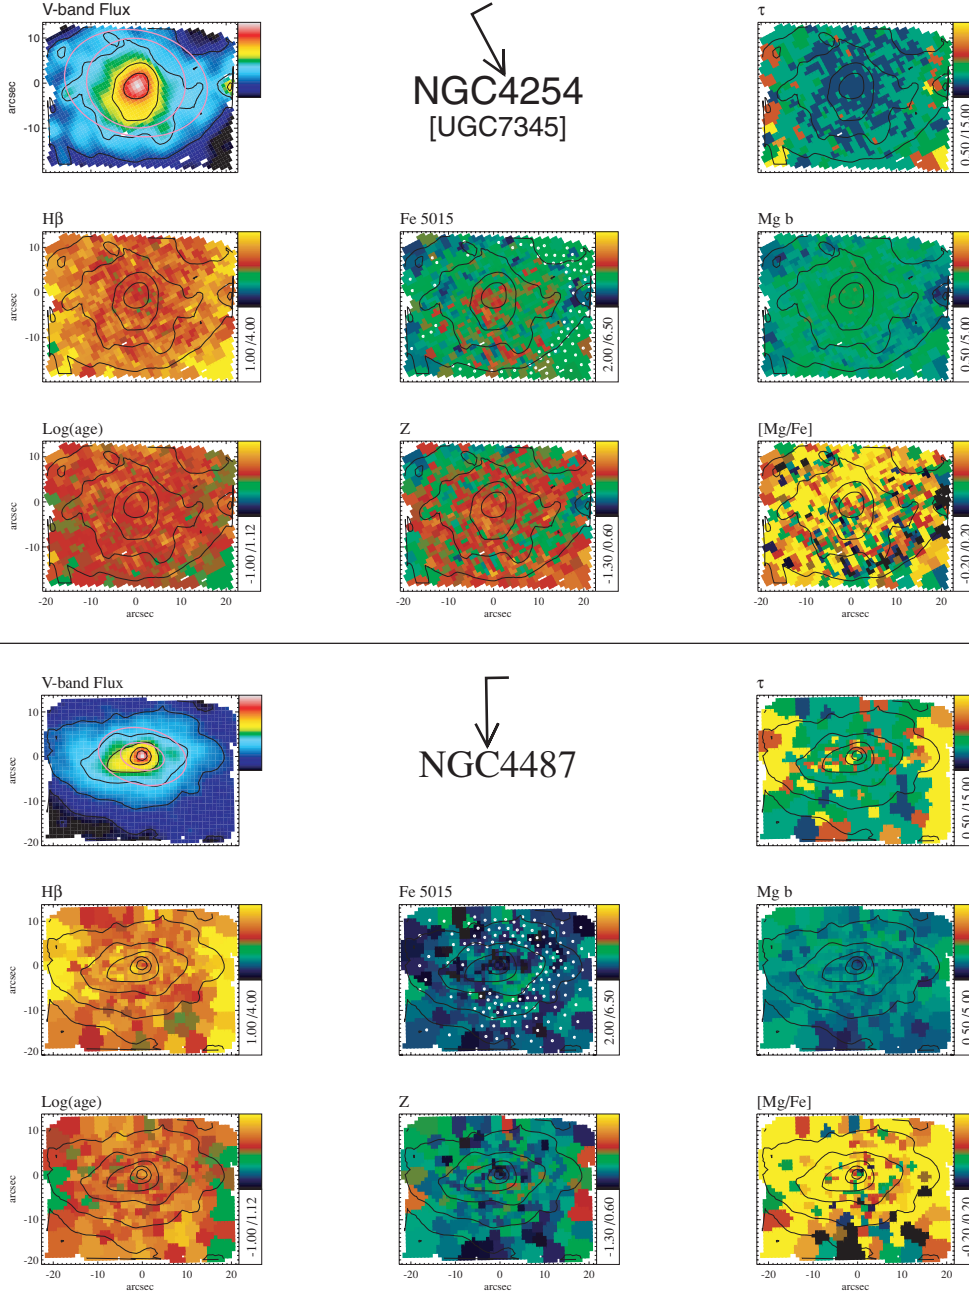 V-band Flux
NGC4254
[UGC7345]
τ
10
0
-10
arcsec
0.50 /15.00
Hβ
Fe 5015
Mg b
10
0
-10
arcsec
1.00 /4.00
2.00 /6.50
0.50 /5.00
Log(age)
Z
[Mg/Fe]
10
0
-10
arcsec
-1.00 /1.12
-1.30 /0.60
-0.20 /0.20
-20 -10 0 10 20
-20 -10 0 10 20
-20 -10 0 10 20
arcsec
arcsec
arcsec
V-band Flux
NGC4487
τ
10
0
-10
-20
arcsec
0.50 /15.00
Hβ
Fe 5015
Mg b
10
0
-10
-20
arcsec
1.00 /4.00
2.00 /6.50
0.50 /5.00
Log(age)
Z
[Mg/Fe]
10
0
-10
-20
arcsec
-1.00 /1.12
-1.30 /0.60
-0.20 /0.20
-20 -10 0 10 20
-20 -10 0 10 20
-20 -10 0 10 20
arcsec
arcsec
arcsec